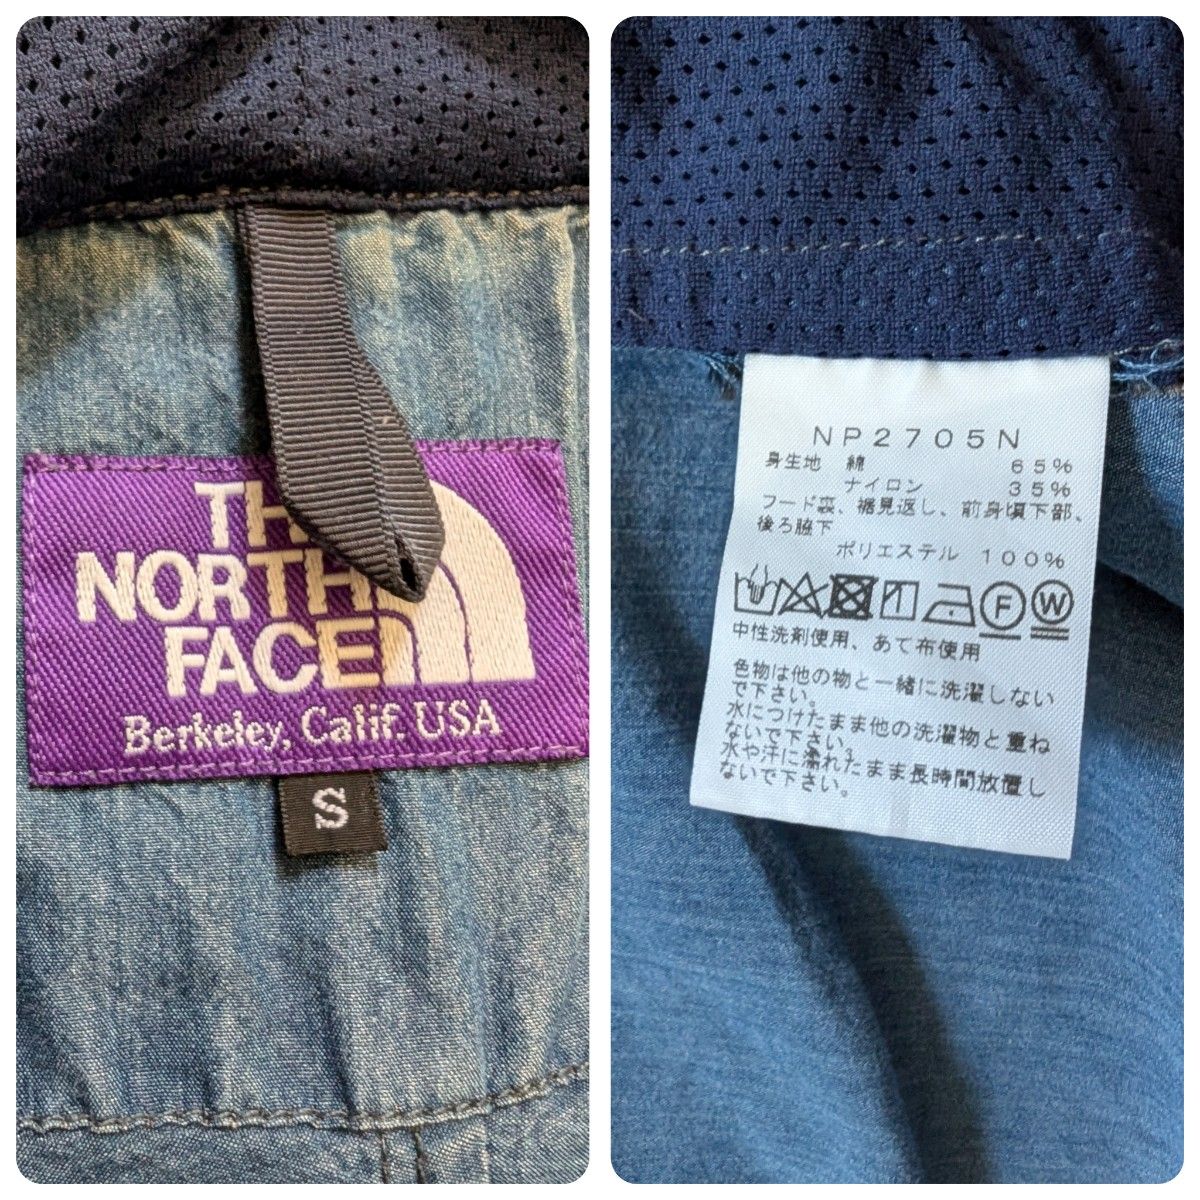 THE
NORTH
FACE
Berkeley, Calif. USA
S
NP2705N
身生地 綿 65%
ナイロン 35%
フード裏、裾見返し、前身頃下部、
後ろ脇下
ポリエステル 100%
F W
中性洗剤使用、あて布使用
色物は他の物と一緒に洗濯しない
で下さい。
水につけたまま他の洗濯物と重ね
ないで下さい。
水や汗に濡れたまま長時間放置し
ないで下さい。